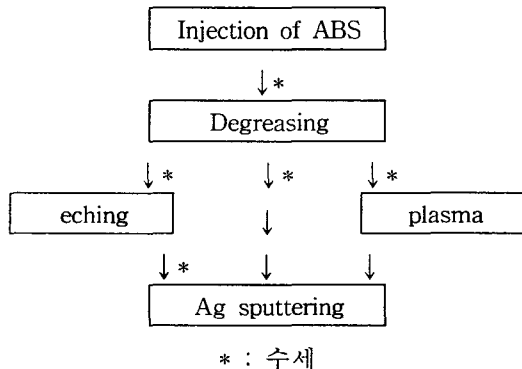 Injection of ABS
↓ *
Degreasing
↓ * ↓ * ↓ *
eching ↓ plasma
↓ * ↓ ↓
Ag sputtering
* : 수세